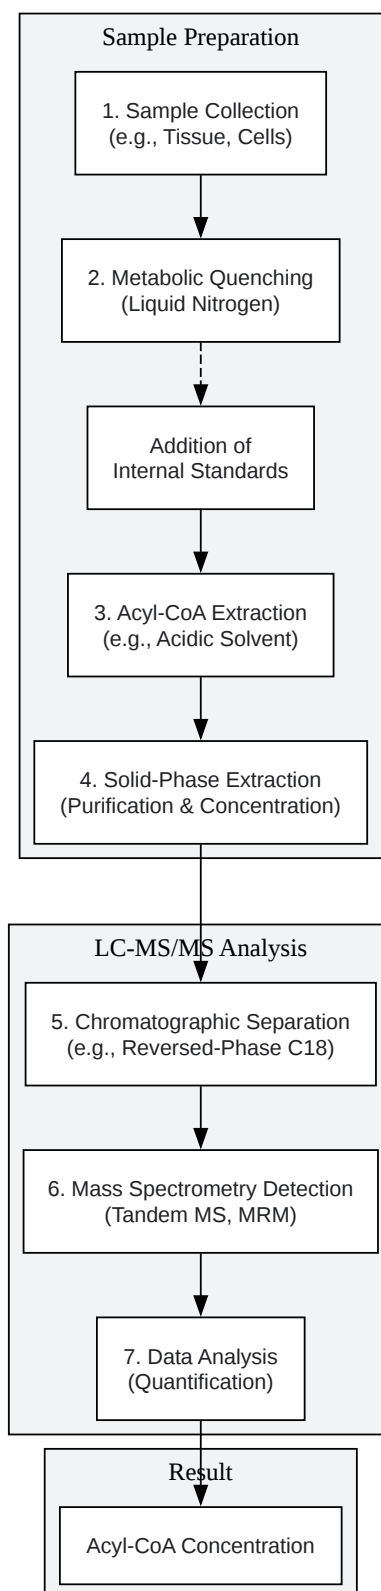 Sample Preparation
1. Sample Collection
(e.g., Tissue, Cells)
2. Metabolic Quenching
(Liquid Nitrogen)
Addition of
Internal Standards
3. Acyl-CoA Extraction
(e.g., Acidic Solvent)
4. Solid-Phase Extraction
(Purification & Concentration)
LC-MS/MS Analysis
5. Chromatographic Separation
(e.g., Reversed-Phase C18)
6. Mass Spectrometry Detection
(Tandem MS, MRM)
7. Data Analysis
(Quantification)
Result
Acyl-CoA Concentration